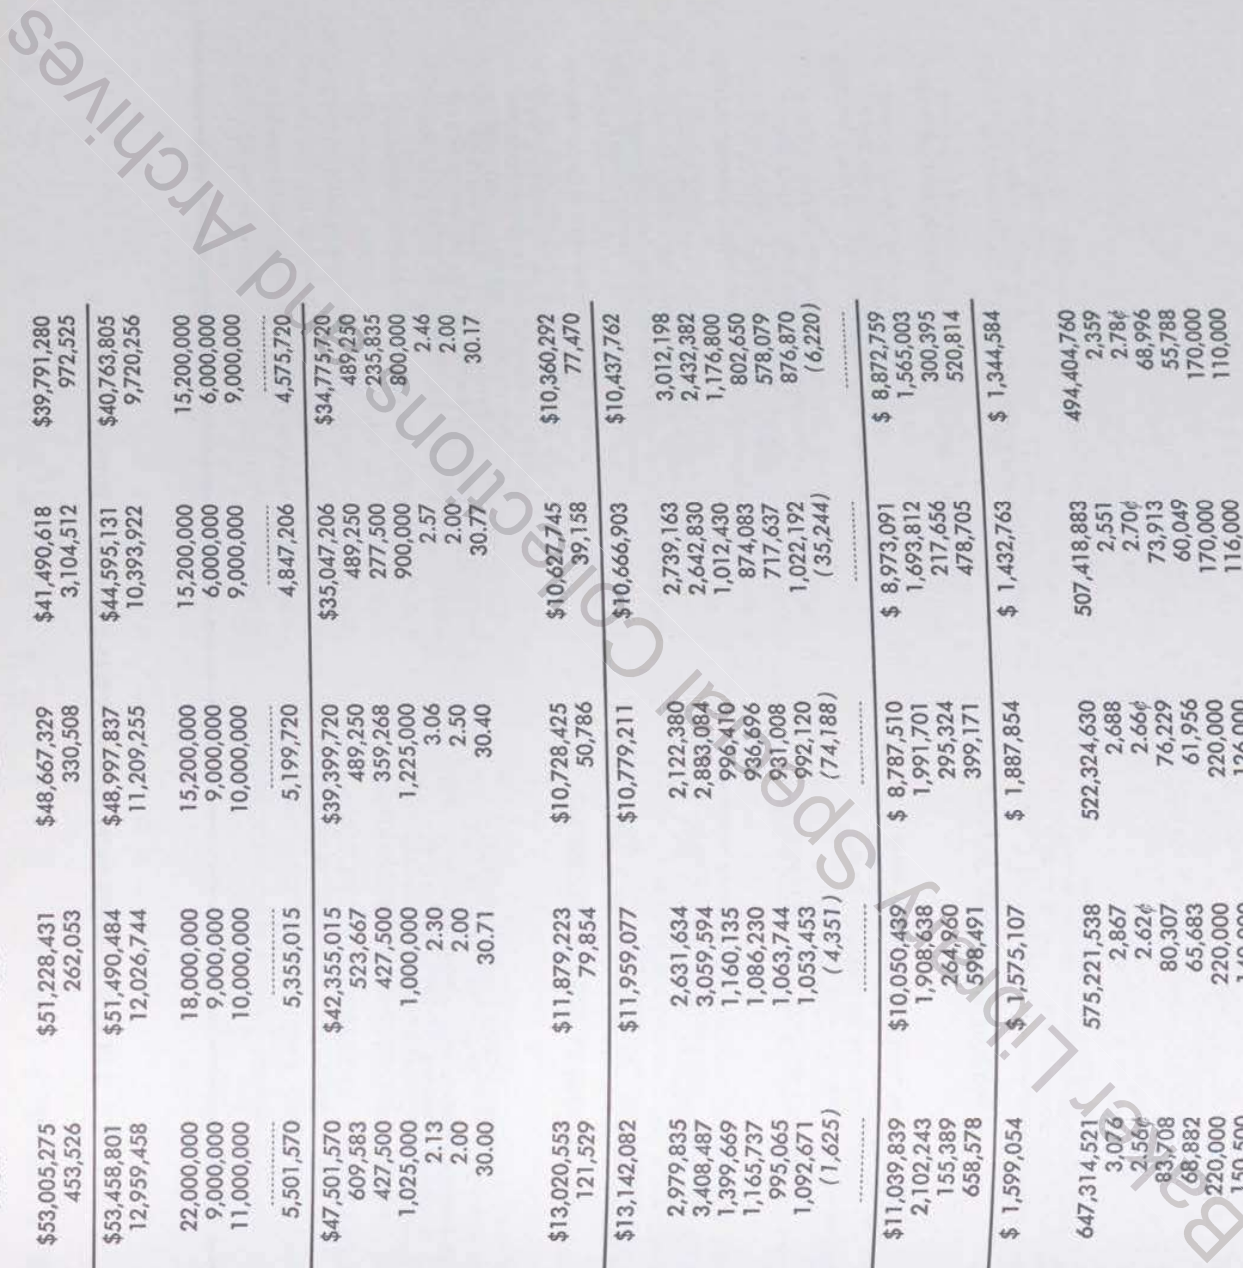 $53,005,275 $51,228,431 $48,667,329 $41,490,618 $39,791,280
453,526 262,053 330,508 3,104,512 972,525
$53,458,801 $51,490,484 $48,997,837 $44,595,131 $40,763,805
12,959,458 12,026,744 11,209,255 10,393,922 9,720,256
22,000,000 18,000,000 15,200,000 15,200,000 15,200,000
9,000,000 9,000,000 9,000,000 6,000,000 6,000,000
11,000,000 10,000,000 10,000,000 9,000,000 9,000,000
............ ............ ............ ............ ............
5,501,570 5,355,015 5,199,720 4,847,206 4,575,720
$47,501,570 $42,355,015 $39,399,720 $35,047,206 $34,775,720
609,583 523,667 489,250 489,250 489,250
427,500 427,500 359,268 277,500 235,835
1,025,000 1,000,000 1,225,000 900,000 800,000
2.13 2.30 3.06 2.57 2.46
2.00 2.00 2.50 2.00 2.00
30.00 30.71 30.40 30.77 30.17
$13,020,553 $11,879,223 $10,728,425 $10,627,745 $10,360,292
121,529 79,854 50,786 39,158 77,470
$13,142,082 $11,959,077 $10,779,211 $10,666,903 $10,437,762
2,979,835 2,631,634 2,122,380 2,739,163 3,012,198
3,408,487 3,059,594 2,883,084 2,642,830 2,432,382
1,399,669 1,160,135 996,410 1,012,430 1,176,800
1,165,737 1,086,230 936,696 874,083 802,650
995,065 1,063,744 931,008 717,637 578,079
1,092,671 1,053,453 992,120 1,022,192 876,870
(1,625) (4,351) (74,188) (35,244) (6,220)
............ ............ ............ ............ ............
$11,039,839 $10,050,439 $ 8,787,510 $ 8,973,091 $ 8,872,759
2,102,243 1,908,638 1,991,701 1,693,812 1,565,003
155,389 224,960 295,324 217,656 300,395
658,578 598,491 399,171 478,705 520,814
$ 1,599,054 $ 1,575,107 $ 1,887,854 $ 1,432,763 $ 1,344,584
647,314,521 575,221,538 522,324,630 507,418,883 494,404,760
3,076 2,867 2,688 2,551 2,359
2.56¢ 2.62¢ 2.66¢ 2.70¢ 2.78¢
83,708 80,307 76,229 73,913 68,996
68,882 65,683 61,956 60,049 55,788
220,000 220,000 220,000 170,000 170,000
150,500 126,000 116,000 110,000
Baker Library Special Collections and Archives